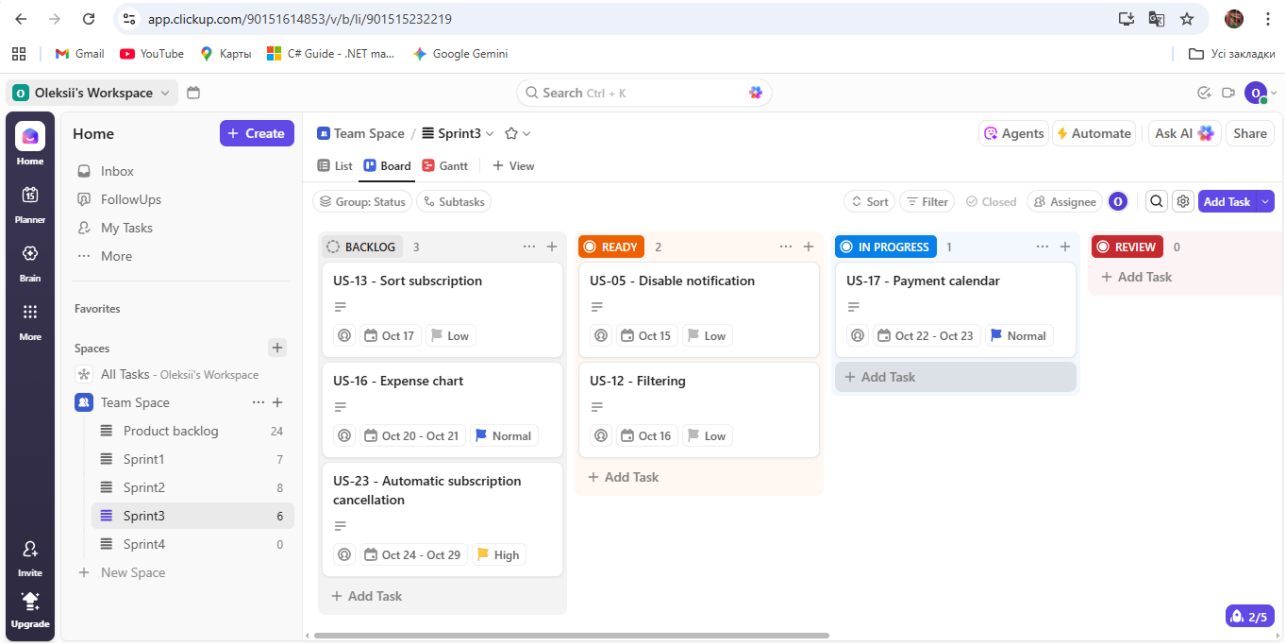 app.clickup.com/90151614853/v/b/li/901515232219
Gmail YouTube Карты C# Guide - .NET ma... Google Gemini Усі закладки
O Oleksii's Workspace Search Ctrl + K O
Home
Planner
Brain
More
Invite
Upgrade
Home + Create
Inbox
FollowUps
My Tasks
··· More
Favorites
Spaces +
All Tasks - Oleksii's Workspace
Team Space ··· +
Product backlog 24
Sprint1 7
Sprint2 8
Sprint3 6
Sprint4 0
+ New Space
Team Space / Sprint3 Agents Automate Ask AI Share
List Board Gantt + View
Group: Status Subtasks Sort Filter Closed Assignee O Add Task
BACKLOG 3 ··· +
US-13 - Sort subscription
Oct 17 Low
US-16 - Expense chart
Oct 20 - Oct 21 Normal
US-23 - Automatic subscription
cancellation
Oct 24 - Oct 29 High
+ Add Task
READY 2 ··· +
US-05 - Disable notification
Oct 15 Low
US-12 - Filtering
Oct 16 Low
+ Add Task
IN PROGRESS 1 ··· +
US-17 - Payment calendar
Oct 22 - Oct 23 Normal
+ Add Task
REVIEW 0
+ Add Task
2/5